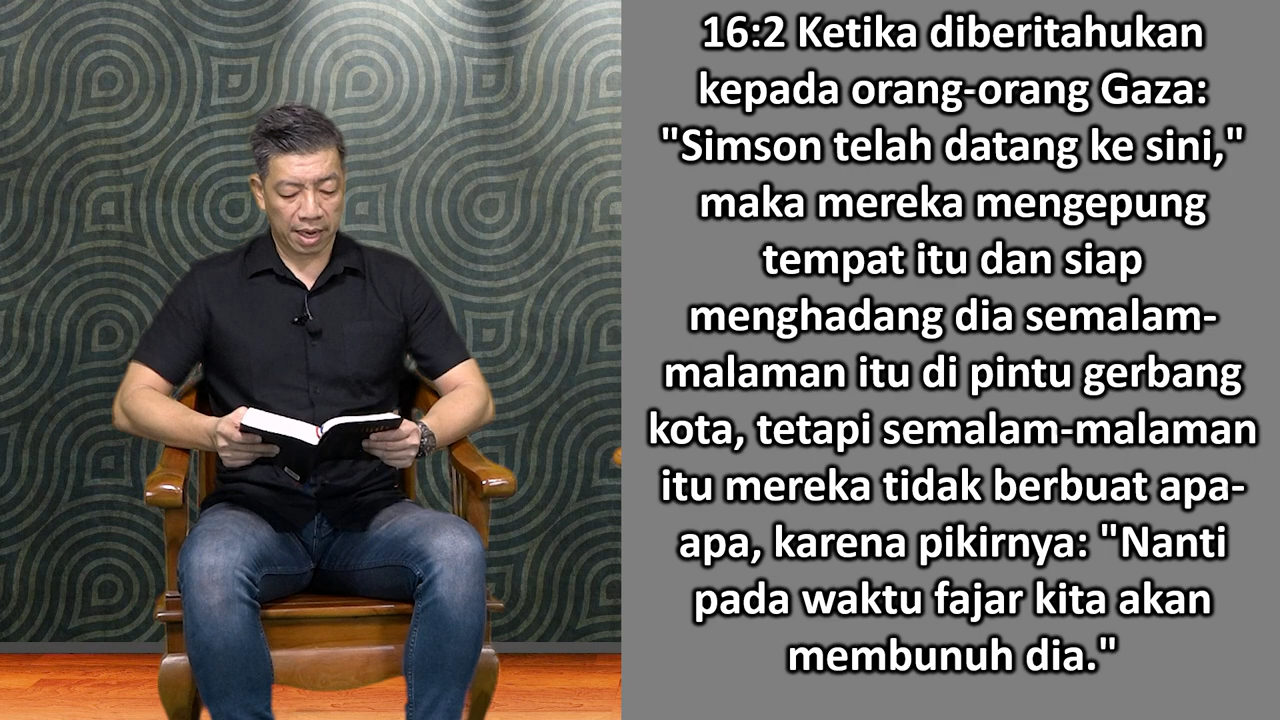 16:2 Ketika diberitahukan
kepada orang-orang Gaza:
"Simson telah datang ke sini,"
maka mereka mengepung
tempat itu dan siap
menghadang dia semalam-
malaman itu di pintu gerbang
kota, tetapi semalam-malaman
itu mereka tidak berbuat apa-
apa, karena pikirnya: "Nanti
pada waktu fajar kita akan
membunuh dia."